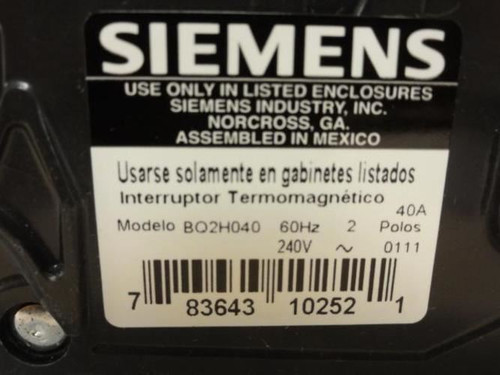 SIEMENS
USE ONLY IN LISTED ENCLOSURES
SIEMENS INDUSTRY, INC.
NORCROSS, GA.
ASSEMBLED IN MEXICO
Usarse solamente en gabinetes listados
Interruptor Termomagnético
40A
Modelo BQ2H040 60Hz 2 Polos
240V ~ 0111
7 83643 10252 1